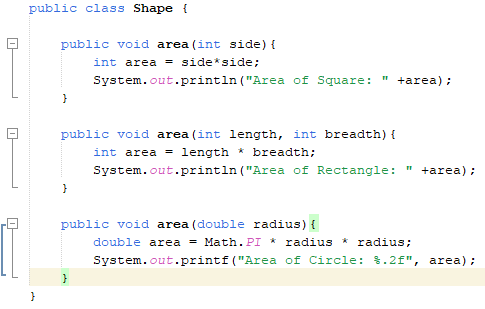 public class Shape {
public void area(int side){
int area = side*side;
System.out.println("Area of Square: " +area);
}
public void area(int length, int breadth){
int area = length * breadth;
System.out.println("Area of Rectangle: " +area);
}
public void area(double radius){
double area = Math.PI * radius * radius;
System.out.printf("Area of Circle: %.2f", area);
}
}